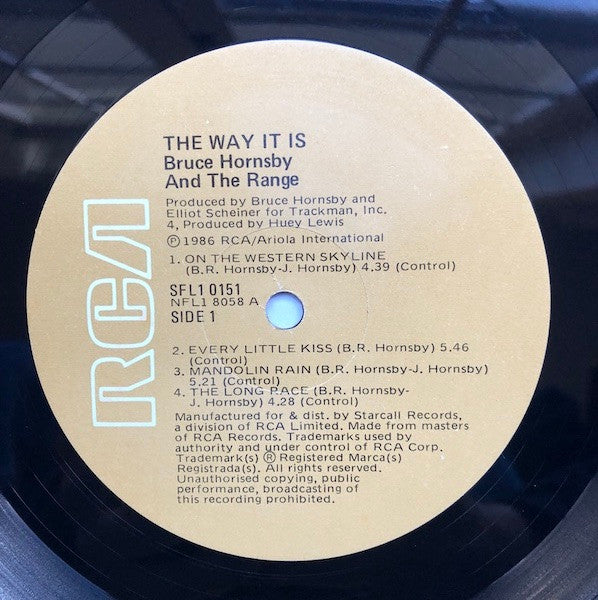 RCA
THE WAY IT IS
Bruce Hornsby
And The Range
Produced by Bruce Hornsby and
Elliot Scheiner for Trackman, Inc.
4, Produced by Huey Lewis
Ⓟ 1986 RCA/Ariola International
1. ON THE WESTERN SKYLINE
(B.R. Hornsby-J. Hornsby) 4.39 (Control)
SFL1 0151
NFL1 8058 A
SIDE 1
2. EVERY LITTLE KISS (B.R. Hornsby) 5.46
(Control)
3. MANDOLIN RAIN (B.R. Hornsby-J. Hornsby)
5.21 (Control)
4. THE LONG RACE (B.R. Hornsby-
J. Hornsby) 4.28 (Control)
Manufactured for & dist. by Starcall Records,
a division of RCA Limited. Made from masters
of RCA Records. Trademarks used by
authority and under control of RCA Corp.
Trademark(s) ® Registered Marca(s)
Registrada(s). All rights reserved.
Unauthorised copying, public
performance, broadcasting of
this recording prohibited.